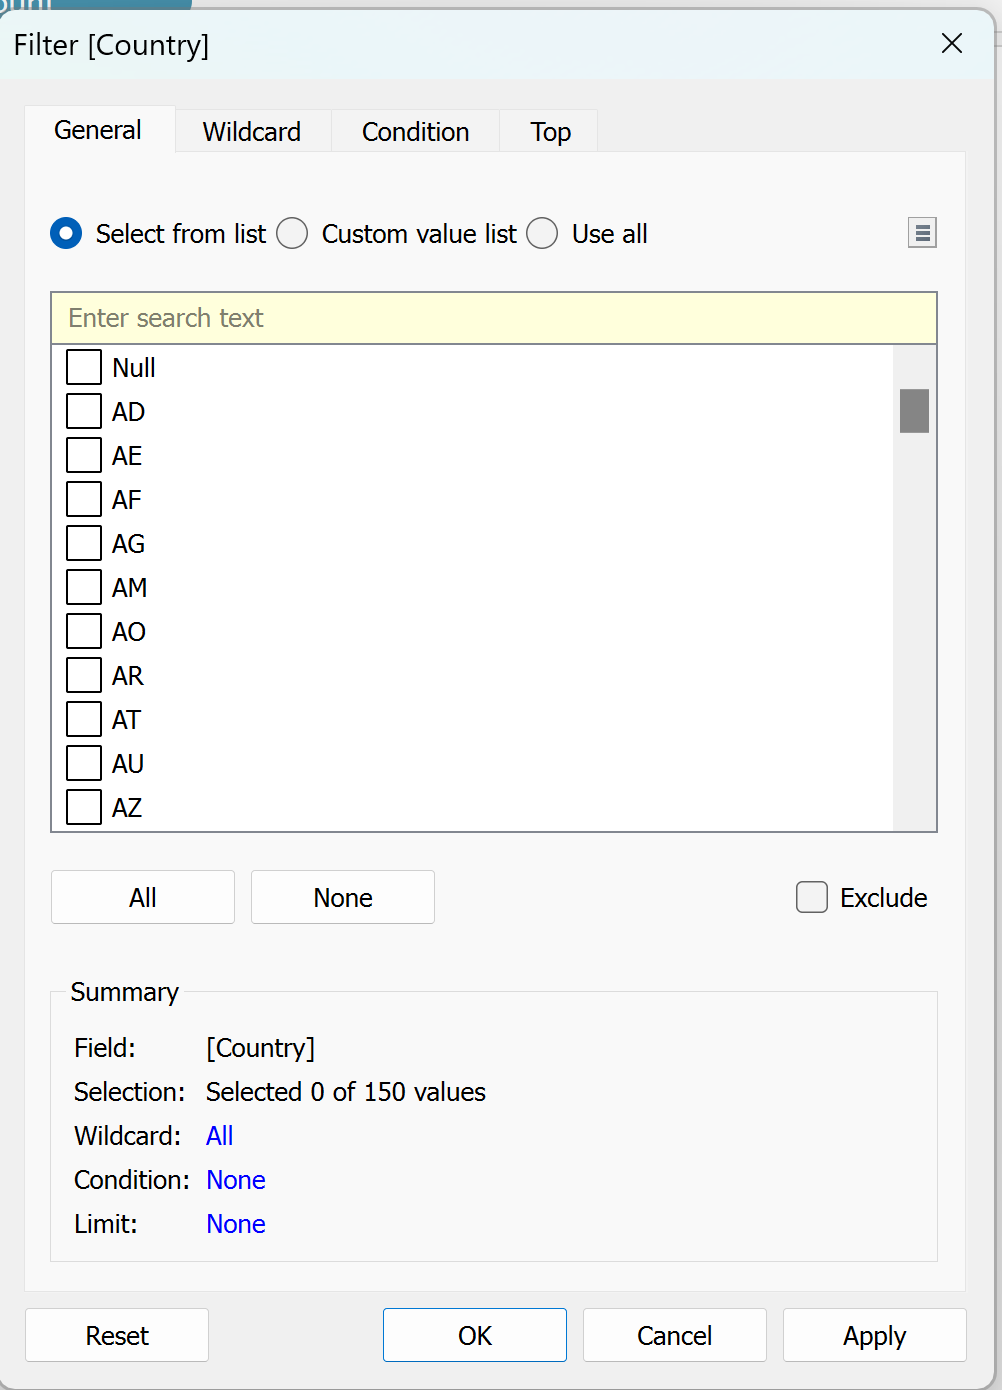 Filter [Country]
General Wildcard Condition Top
Select from list Custom value list Use all
Enter search text
Null
AD
AE
AF
AG
AM
AO
AR
AT
AU
AZ
All None Exclude
Summary
Field: [Country]
Selection: Selected 0 of 150 values
Wildcard: All
Condition: None
Limit: None
Reset OK Cancel Apply